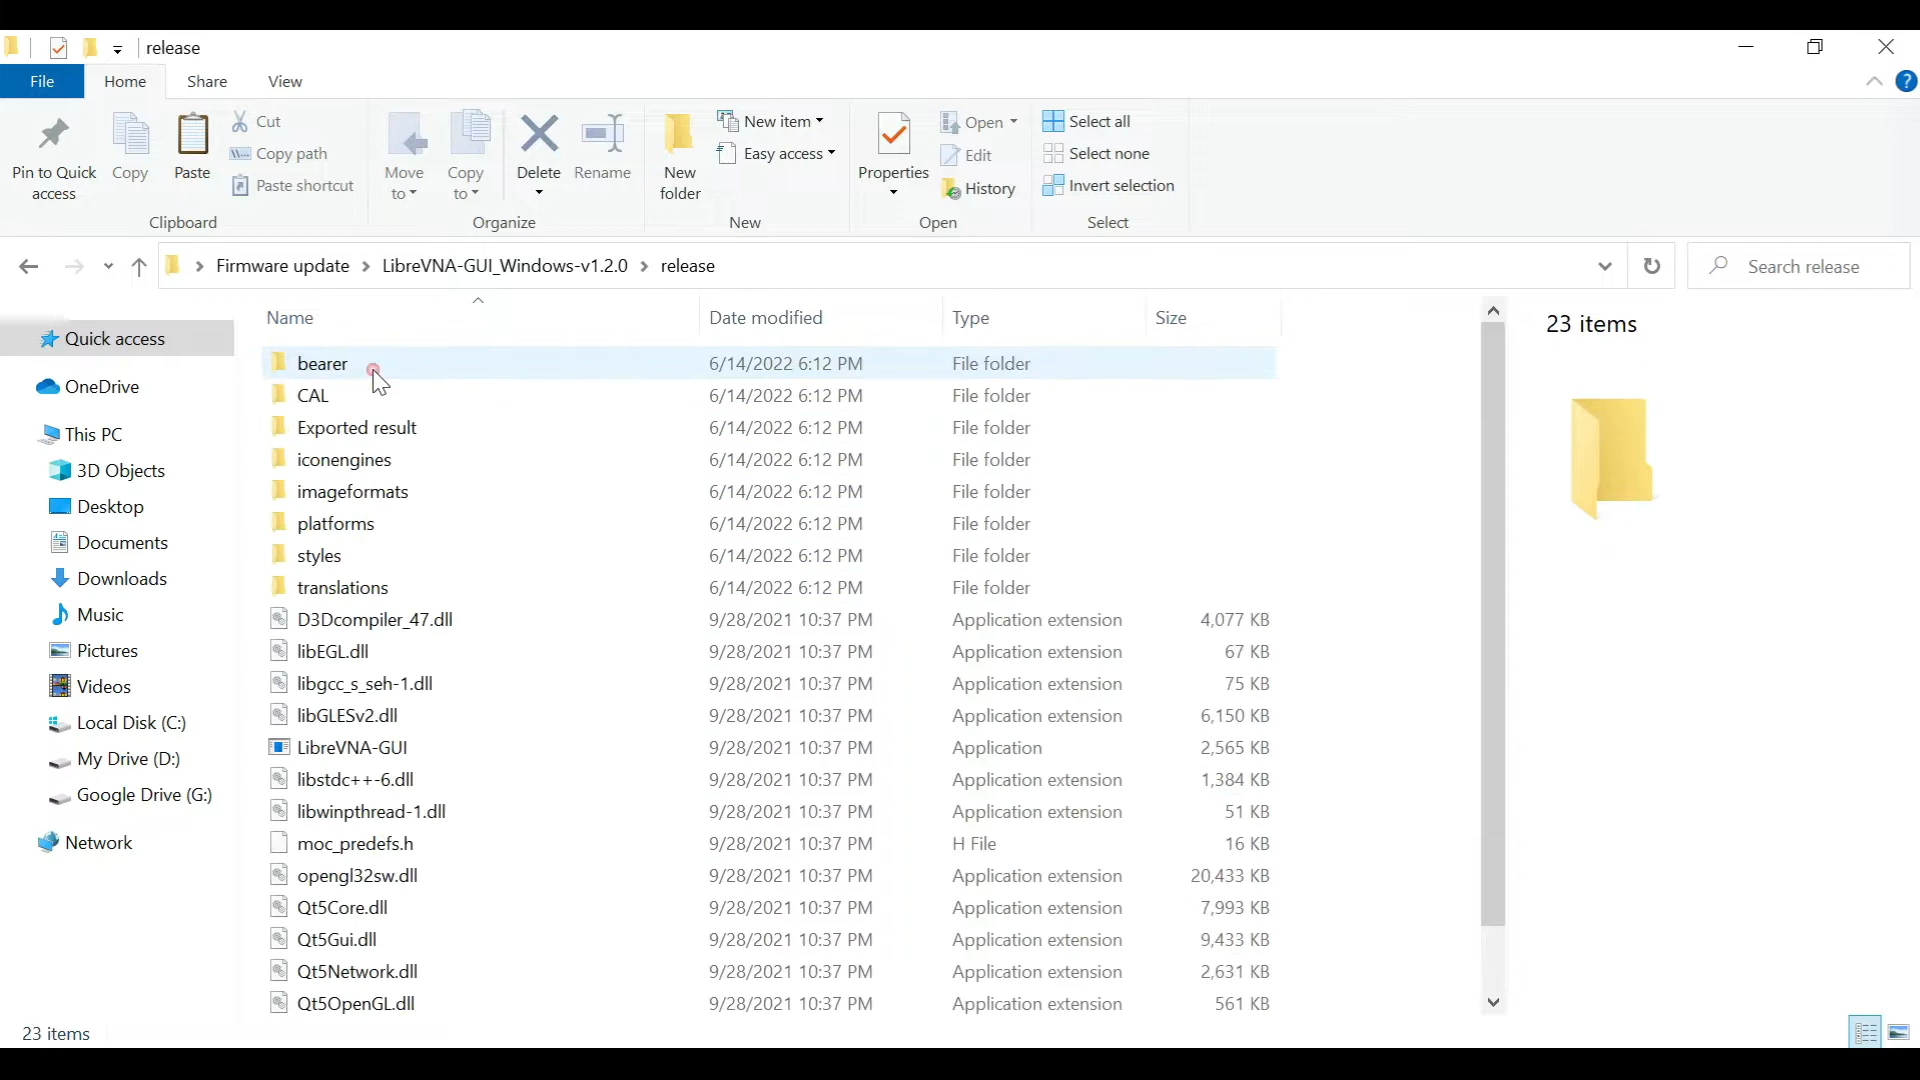 release
File Home Share View
Pin to Quick access
Copy
Paste
Cut
Copy path
Paste shortcut
Clipboard
Move to
Copy to
Delete
Rename
Organize
New folder
New item
Easy access
New
Properties
Open
Edit
History
Open
Select all
Select none
Invert selection
Select
Firmware update LibreVNA-GUI_Windows-v1.2.0 release
Search release
Quick access
OneDrive
This PC
3D Objects
Desktop
Documents
Downloads
Music
Pictures
Videos
Local Disk (C:)
My Drive (D:)
Google Drive (G:)
Network
Name Date modified Type Size
bearer 6/14/2022 6:12 PM File folder
CAL 6/14/2022 6:12 PM File folder
Exported result 6/14/2022 6:12 PM File folder
iconengines 6/14/2022 6:12 PM File folder
imageformats 6/14/2022 6:12 PM File folder
platforms 6/14/2022 6:12 PM File folder
styles 6/14/2022 6:12 PM File folder
translations 6/14/2022 6:12 PM File folder
D3Dcompiler_47.dll 9/28/2021 10:37 PM Application extension 4,077 KB
libEGL.dll 9/28/2021 10:37 PM Application extension 67 KB
libgcc_s_seh-1.dll 9/28/2021 10:37 PM Application extension 75 KB
libGLESv2.dll 9/28/2021 10:37 PM Application extension 6,150 KB
LibreVNA-GUI 9/28/2021 10:37 PM Application 2,565 KB
libstdc++-6.dll 9/28/2021 10:37 PM Application extension 1,384 KB
libwinpthread-1.dll 9/28/2021 10:37 PM Application extension 51 KB
moc_predefs.h 9/28/2021 10:37 PM H File 16 KB
opengl32sw.dll 9/28/2021 10:37 PM Application extension 20,433 KB
Qt5Core.dll 9/28/2021 10:37 PM Application extension 7,993 KB
Qt5Gui.dll 9/28/2021 10:37 PM Application extension 9,433 KB
Qt5Network.dll 9/28/2021 10:37 PM Application extension 2,631 KB
Qt5OpenGL.dll 9/28/2021 10:37 PM Application extension 561 KB
23 items
23 items